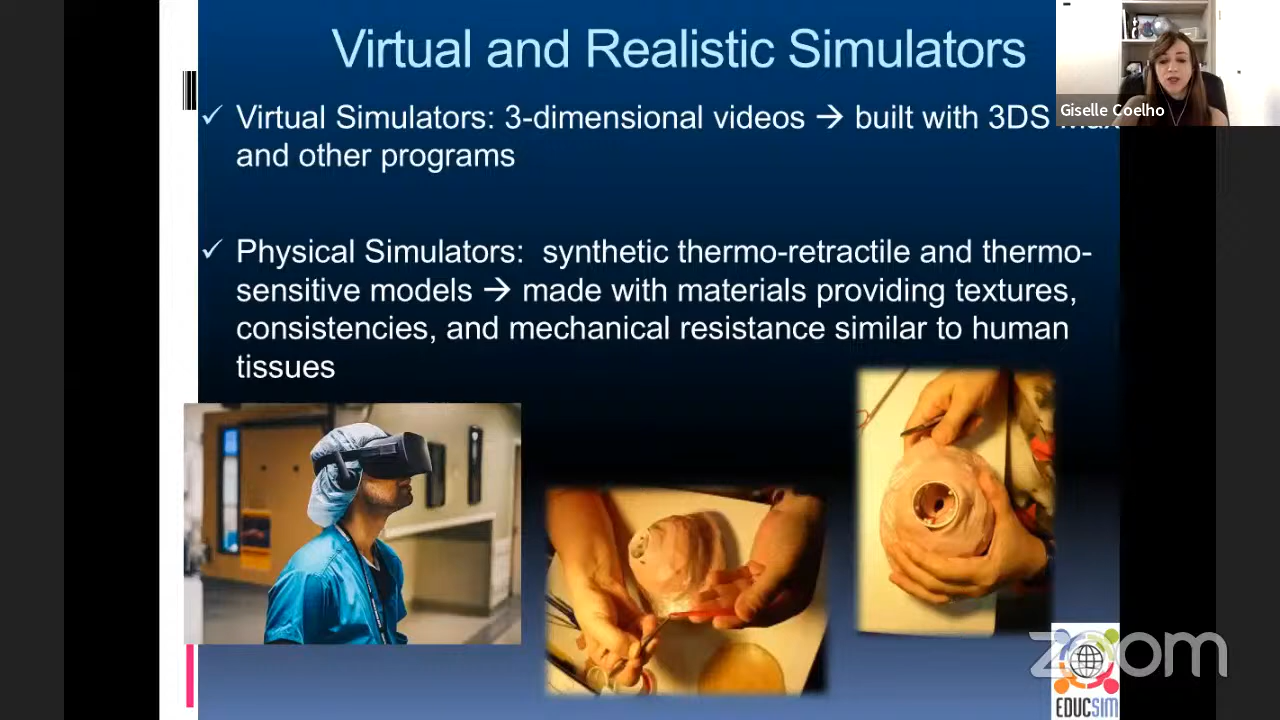 Virtual and Realistic Simulators
Giselle Coelho
✓ Virtual Simulators: 3-dimensional videos → built with 3DS Max
and other programs
✓ Physical Simulators: synthetic thermo-retractile and thermo-
sensitive models → made with materials providing textures,
consistencies, and mechanical resistance similar to human
tissues
zoom
EDUCSIM